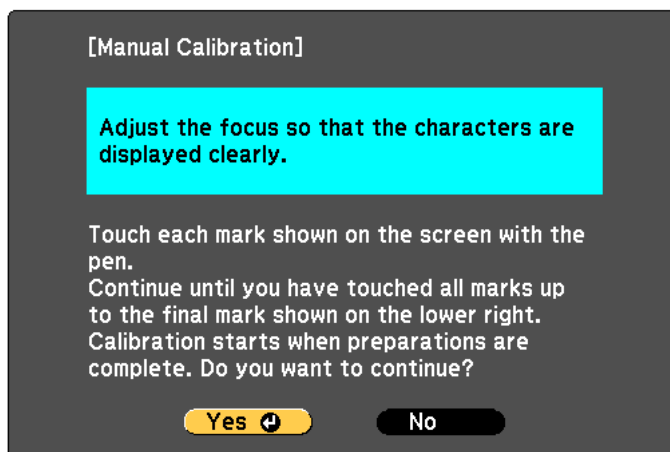 [Manual Calibration]
Adjust the focus so that the characters are
displayed clearly.
Touch each mark shown on the screen with the
pen.
Continue until you have touched all marks up
to the final mark shown on the lower right.
Calibration starts when preparations are
complete. Do you want to continue?
Yes No